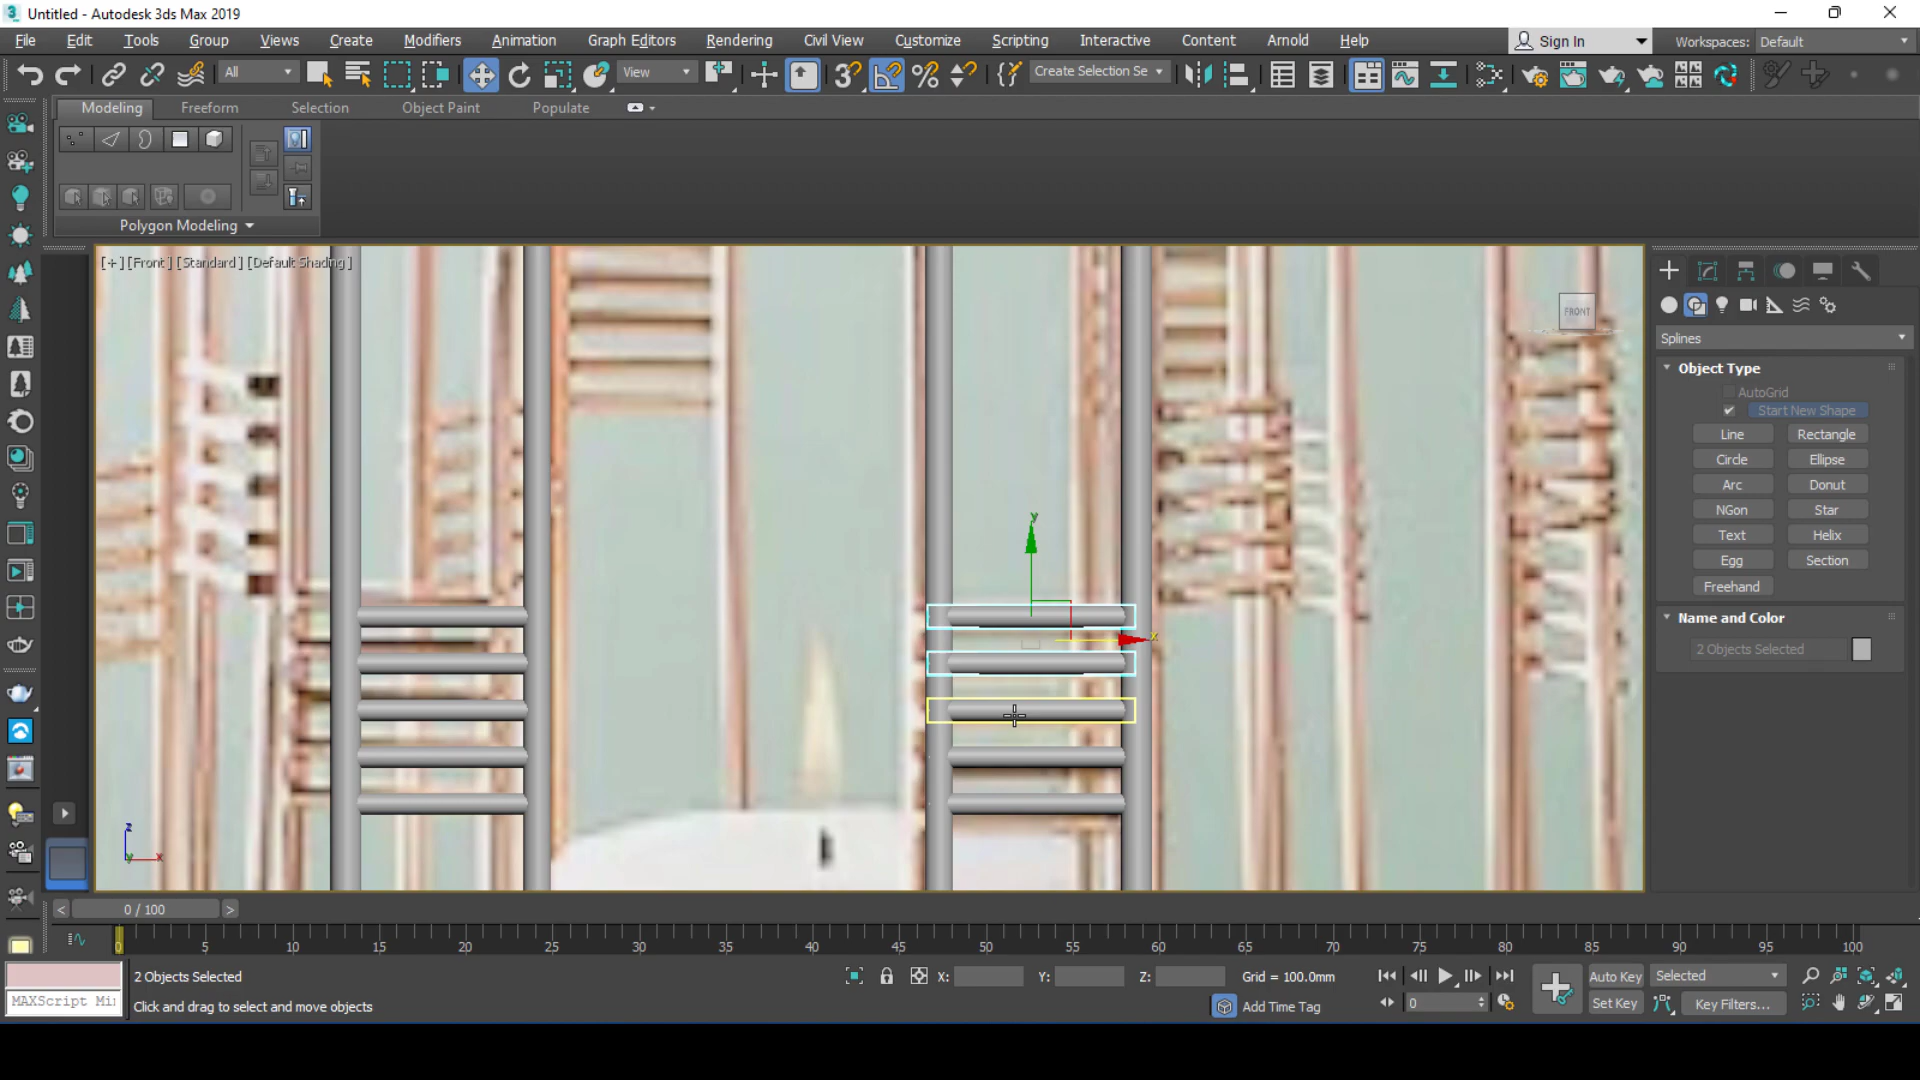 Untitled - Autodesk 3ds Max 2019
File Edit Tools Group Views Create Modifiers Animation Graph Editors Rendering Civil View Customize Scripting Interactive Content Arnold Help Sign In Workspaces: Default
All View 3 Create Selection Se
Modeling Freeform Selection Object Paint Populate
Polygon Modeling
[+] [Front] [Standard] [Default Shading]
FRONT
Splines
Object Type
AutoGrid
Start New Shape
Line Rectangle
Circle Ellipse
Arc Donut
NGon Star
Text Helix
Egg Section
Freehand
Name and Color
2 Objects Selected
y
x
z
y x
< 0 / 100 >
0 5 10 15 20 25 30 35 40 45 50 55 60 65 70 75 80 85 90 95 100
2 Objects Selected X: Y: Z: Grid = 100.0mm Auto Key Selected
MAXScript Mi Click and drag to select and move objects Add Time Tag 0 Set Key Key Filters...